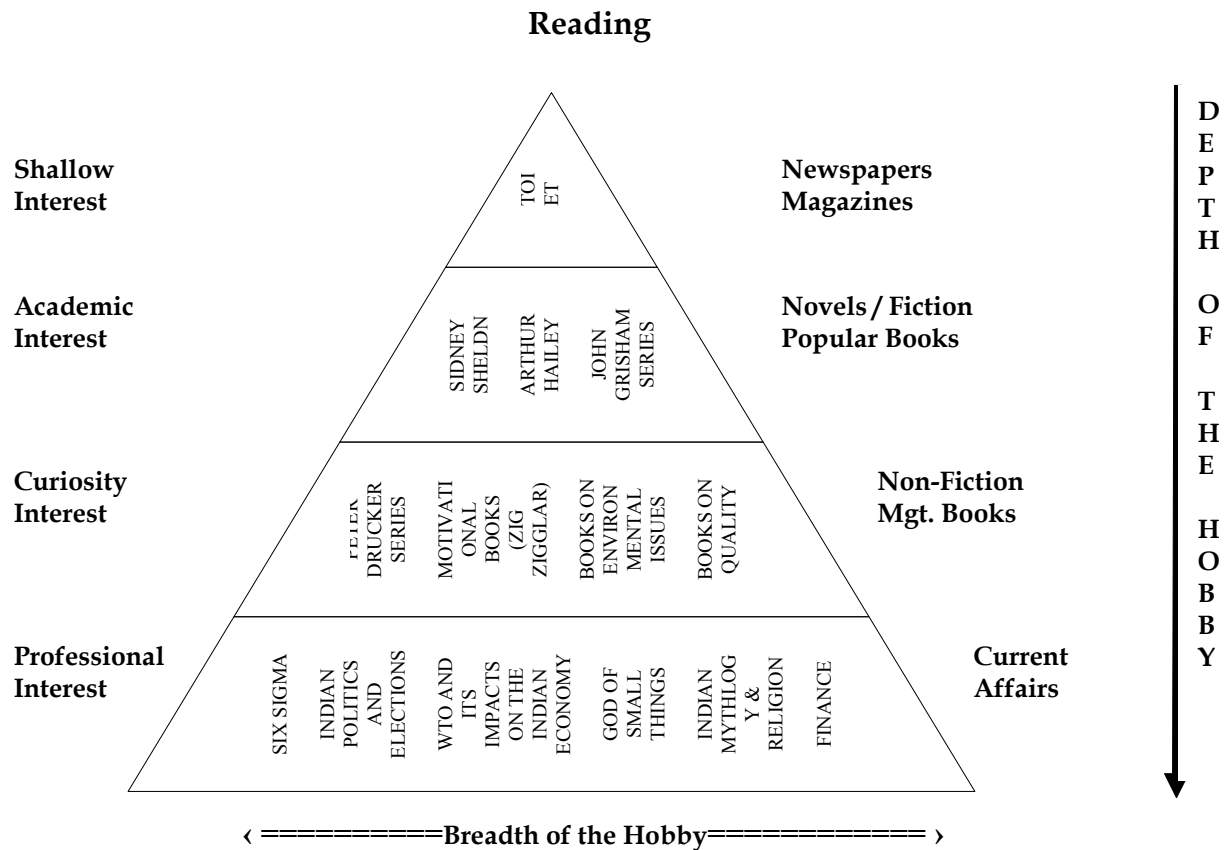 Reading
Shallow
Interest
TOI
ET
Newspapers
Magazines
Academic
Interest
SIDNEY
SHELDN
ARTHUR
HAILEY
JOHN
GRISHAM
SERIES
Novels / Fiction
Popular Books
Curiosity
Interest
PETER
DRUCKER
SERIES
MOTIVATI
ONAL
BOOKS
(ZIG
ZIGGLAR)
BOOKS ON
ENVIRON
MENTAL
ISSUES
BOOKS ON
QUALITY
Non-Fiction
Mgt. Books
Professional
Interest
SIX SIGMA
INDIAN
POLITICS
AND
ELECTIONS
WTO AND
ITS
IMPACTS
ON THE
INDIAN
ECONOMY
GOD OF
SMALL
THINGS
INDIAN
MYTHLOG
Y &
RELIGION
FINANCE
Current
Affairs
‹ ==========Breadth of the Hobby============ ›
DEPTH OF THE HOBBY